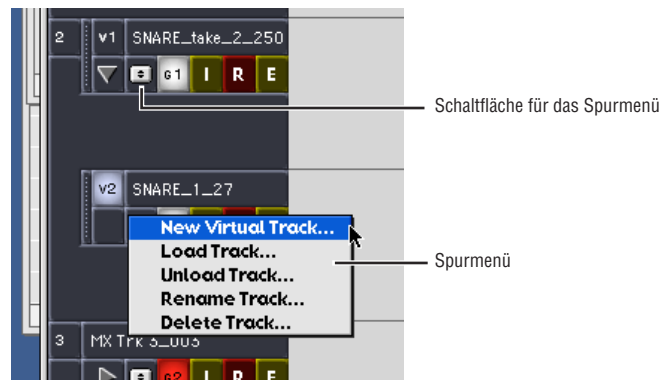 2 v1 SNARE_take_2_250
G1 I R E
Schaltfläche für das Spurmenü
v2 SNARE_1_27
New Virtual Track...
Load Track...
Spurmenü
Unload Track...
Rename Track...
Delete Track...
3 MX Trk 3_003
G2 I R E